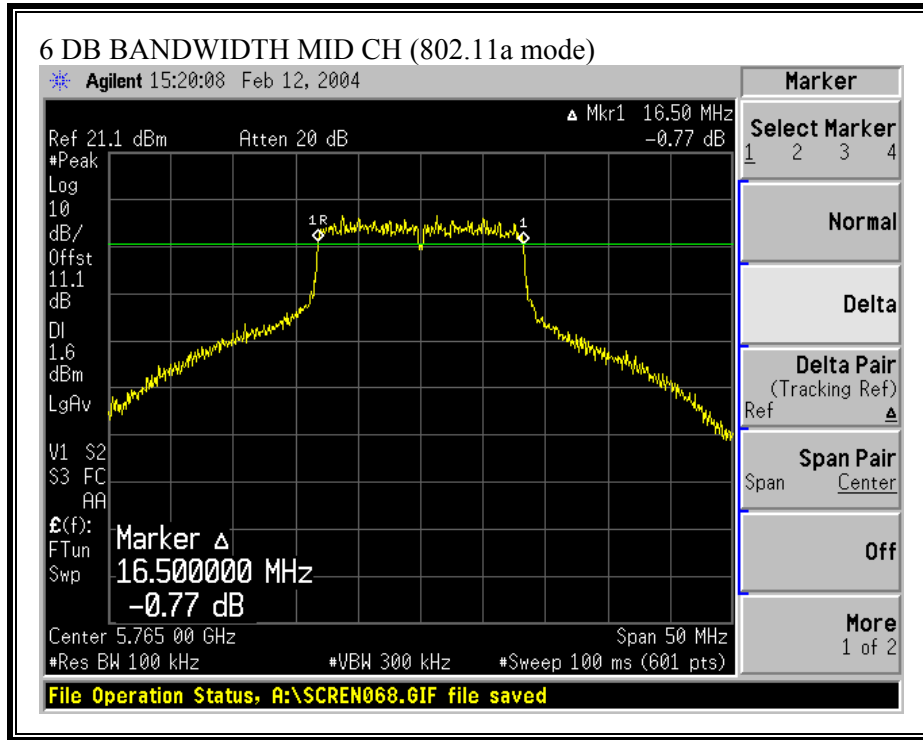 6 DB BANDWIDTH MID CH (802.11a mode)
Agilent 15:20:08 Feb 12, 2004
Δ Mkr1 16.50 MHz
Ref 21.1 dBm Atten 20 dB -0.77 dB
#Peak
Log
10
dB/
Offst
11.1
dB
DI
1.6
dBm
LgAv
V1 S2
S3 FC
AA
£(f):
FTun
Swp
1R
1
Marker Δ
16.500000 MHz
-0.77 dB
Center 5.765 00 GHz Span 50 MHz
#Res BW 100 kHz #VBW 300 kHz #Sweep 100 ms (601 pts)
File Operation Status, A:\SCREN068.GIF file saved
Marker
Select Marker
1 2 3 4
Normal
Delta
Delta Pair
(Tracking Ref)
Ref Δ
Span Pair
Span Center
Off
More
1 of 2